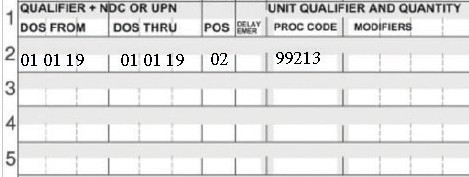 1 QUALIFIER + NDC OR UPN UNIT QUALIFIER AND QUANTITY
DOS FROM DOS THRU POS DELAY EMER PROC CODE MODIFIERS
2 01 01 19 01 01 19 02 99213
3
4
5